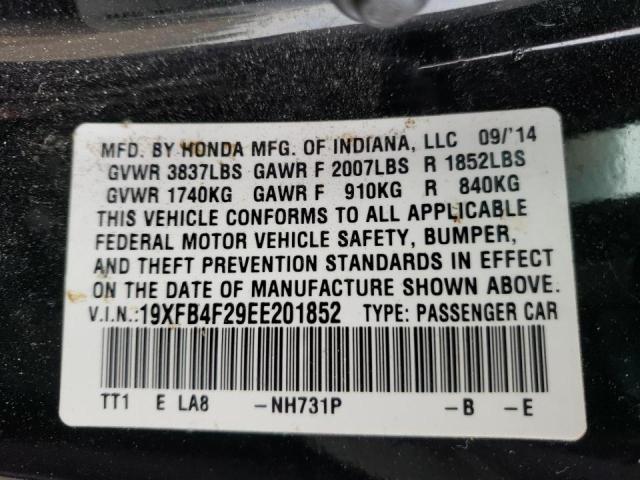 MFD. BY HONDA MFG. OF INDIANA, LLC 09/'14
GVWR 3837LBS GAWR F 2007LBS R 1852LBS
GVWR 1740KG GAWR F 910KG R 840KG
THIS VEHICLE CONFORMS TO ALL APPLICABLE
FEDERAL MOTOR VEHICLE SAFETY, BUMPER,
AND THEFT PREVENTION STANDARDS IN EFFECT
ON THE DATE OF MANUFACTURE SHOWN ABOVE.
V.I.N.:19XFB4F29EE201852 TYPE: PASSENGER CAR
TT1 E LA8 -NH731P -B -E